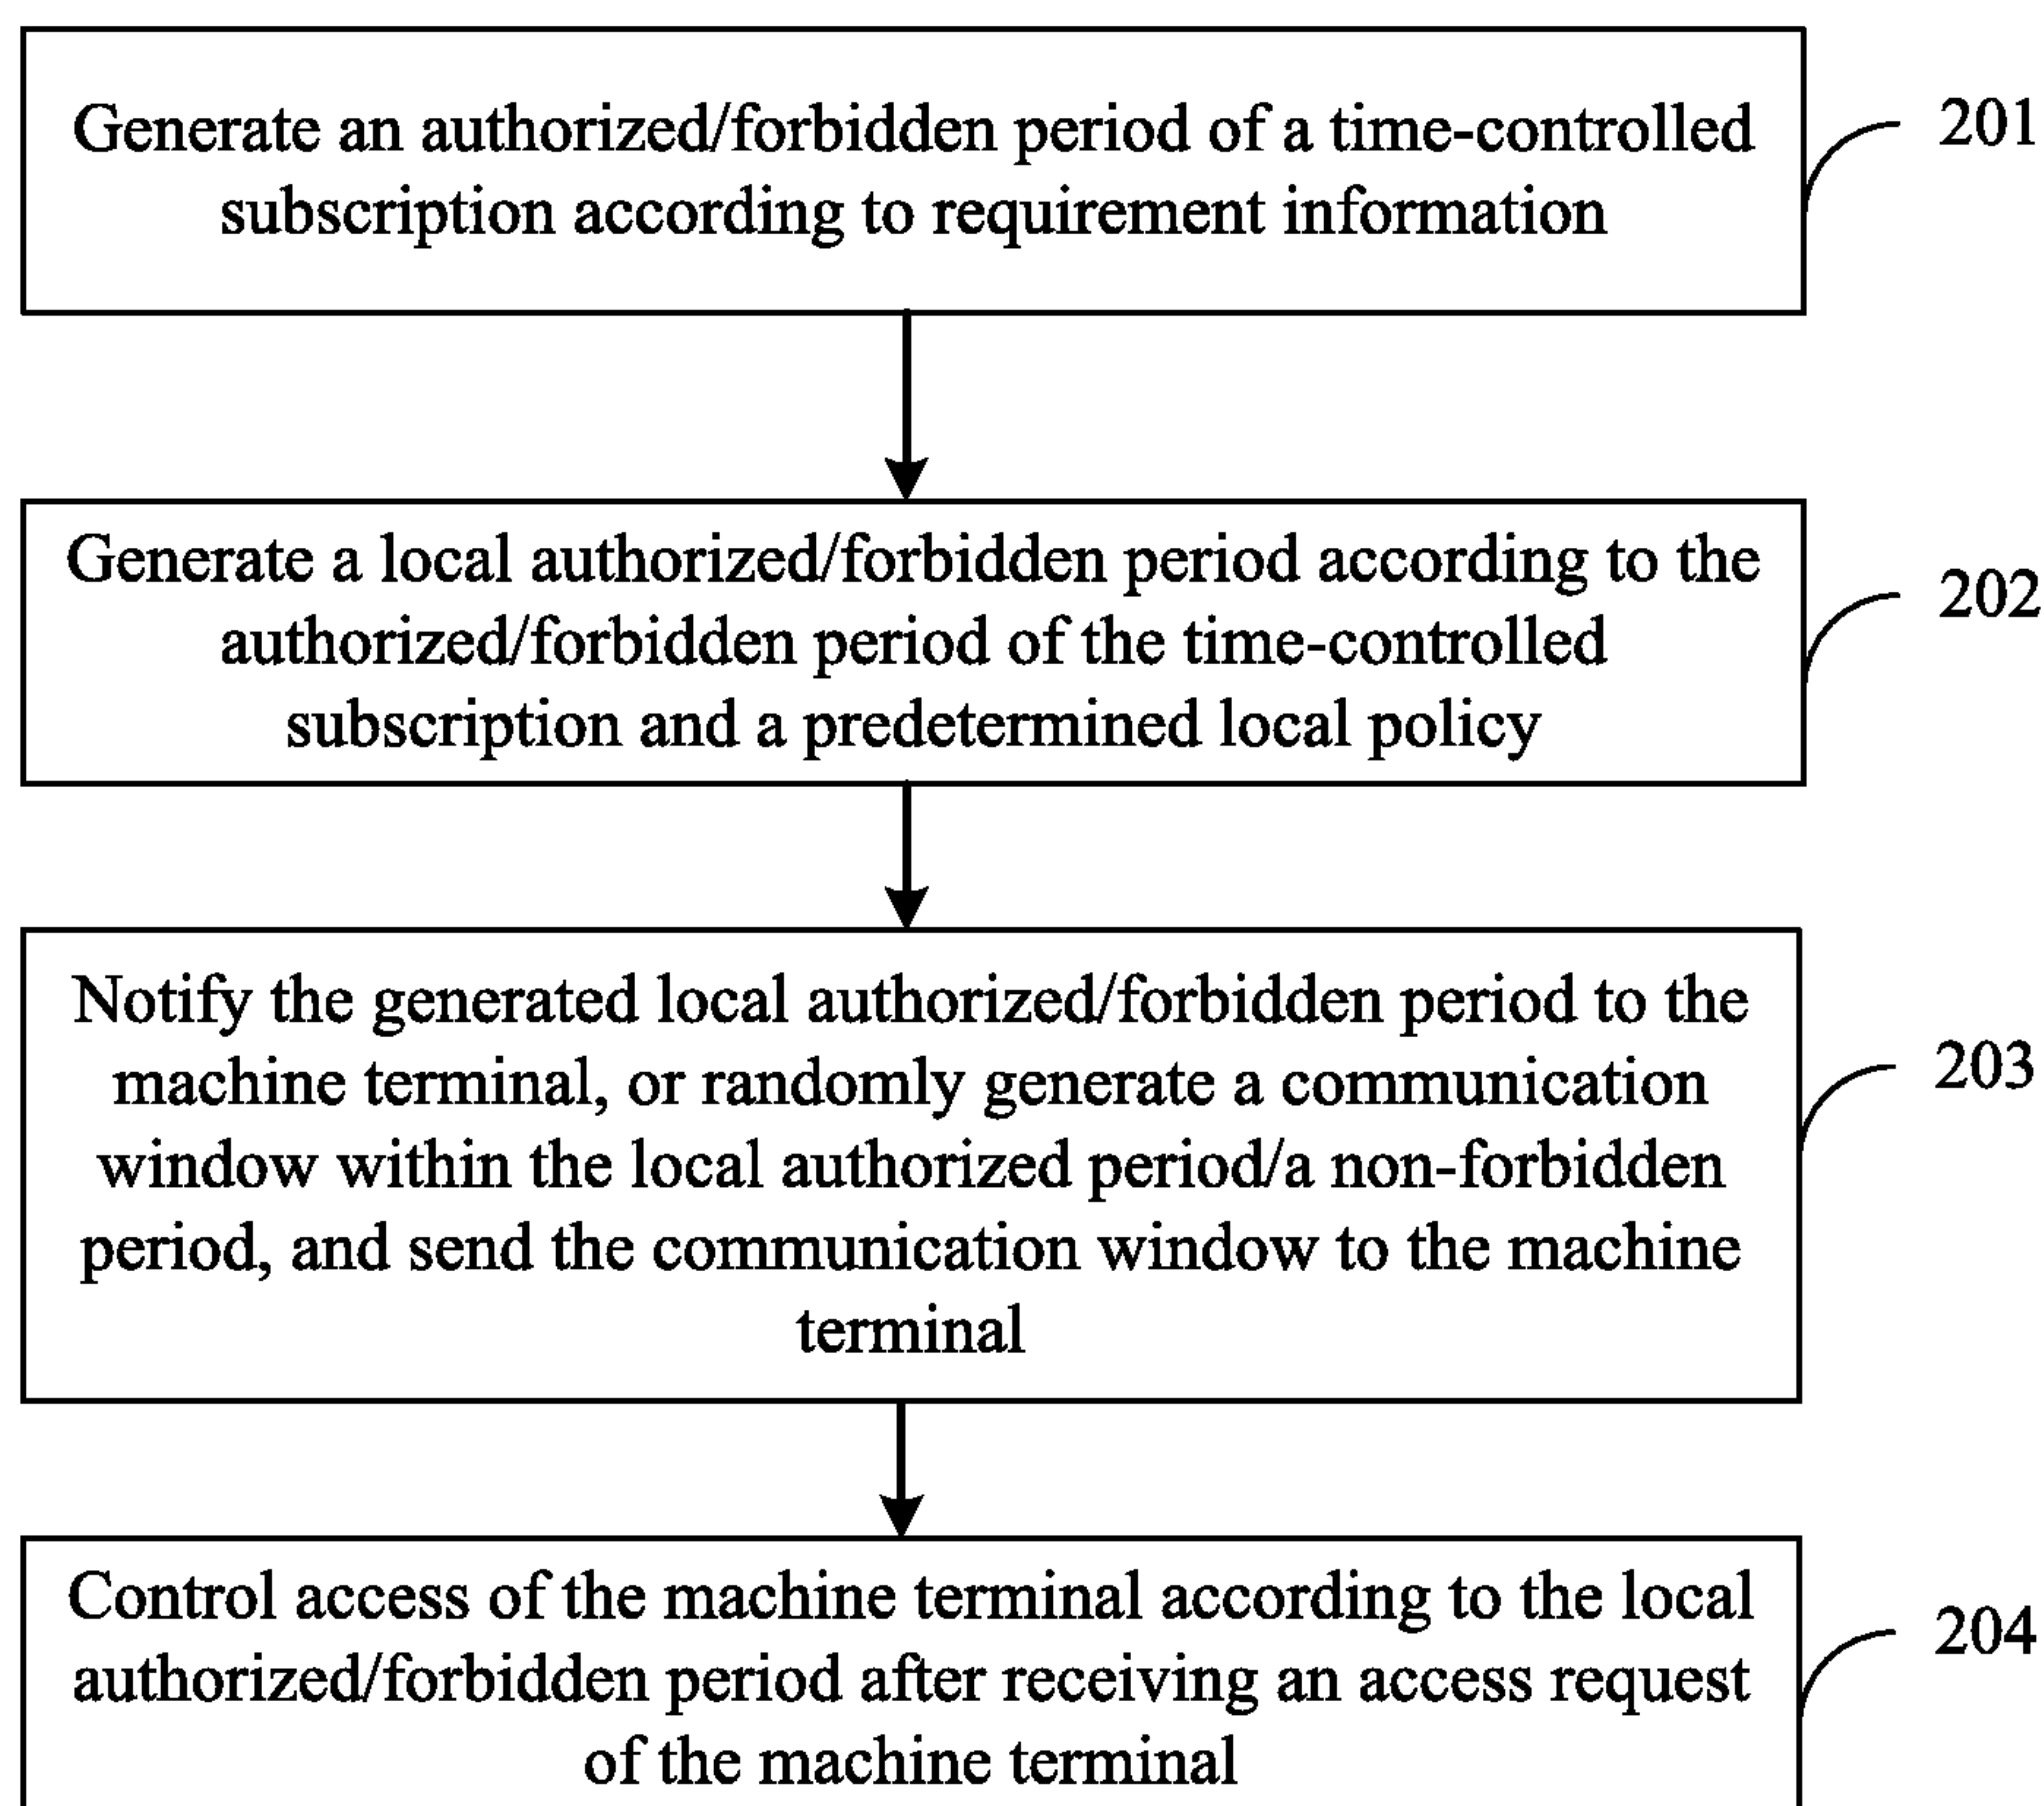 Generate an authorized/forbidden period of a time-controlled
subscription according to requirement information
201
Generate a local authorized/forbidden period according to the
authorized/forbidden period of the time-controlled
subscription and a predetermined local policy
202
Notify the generated local authorized/forbidden period to the
machine terminal, or randomly generate a communication
window within the local authorized period/a non-forbidden
period, and send the communication window to the machine
terminal
203
Control access of the machine terminal according to the local
authorized/forbidden period after receiving an access request
of the machine terminal
204